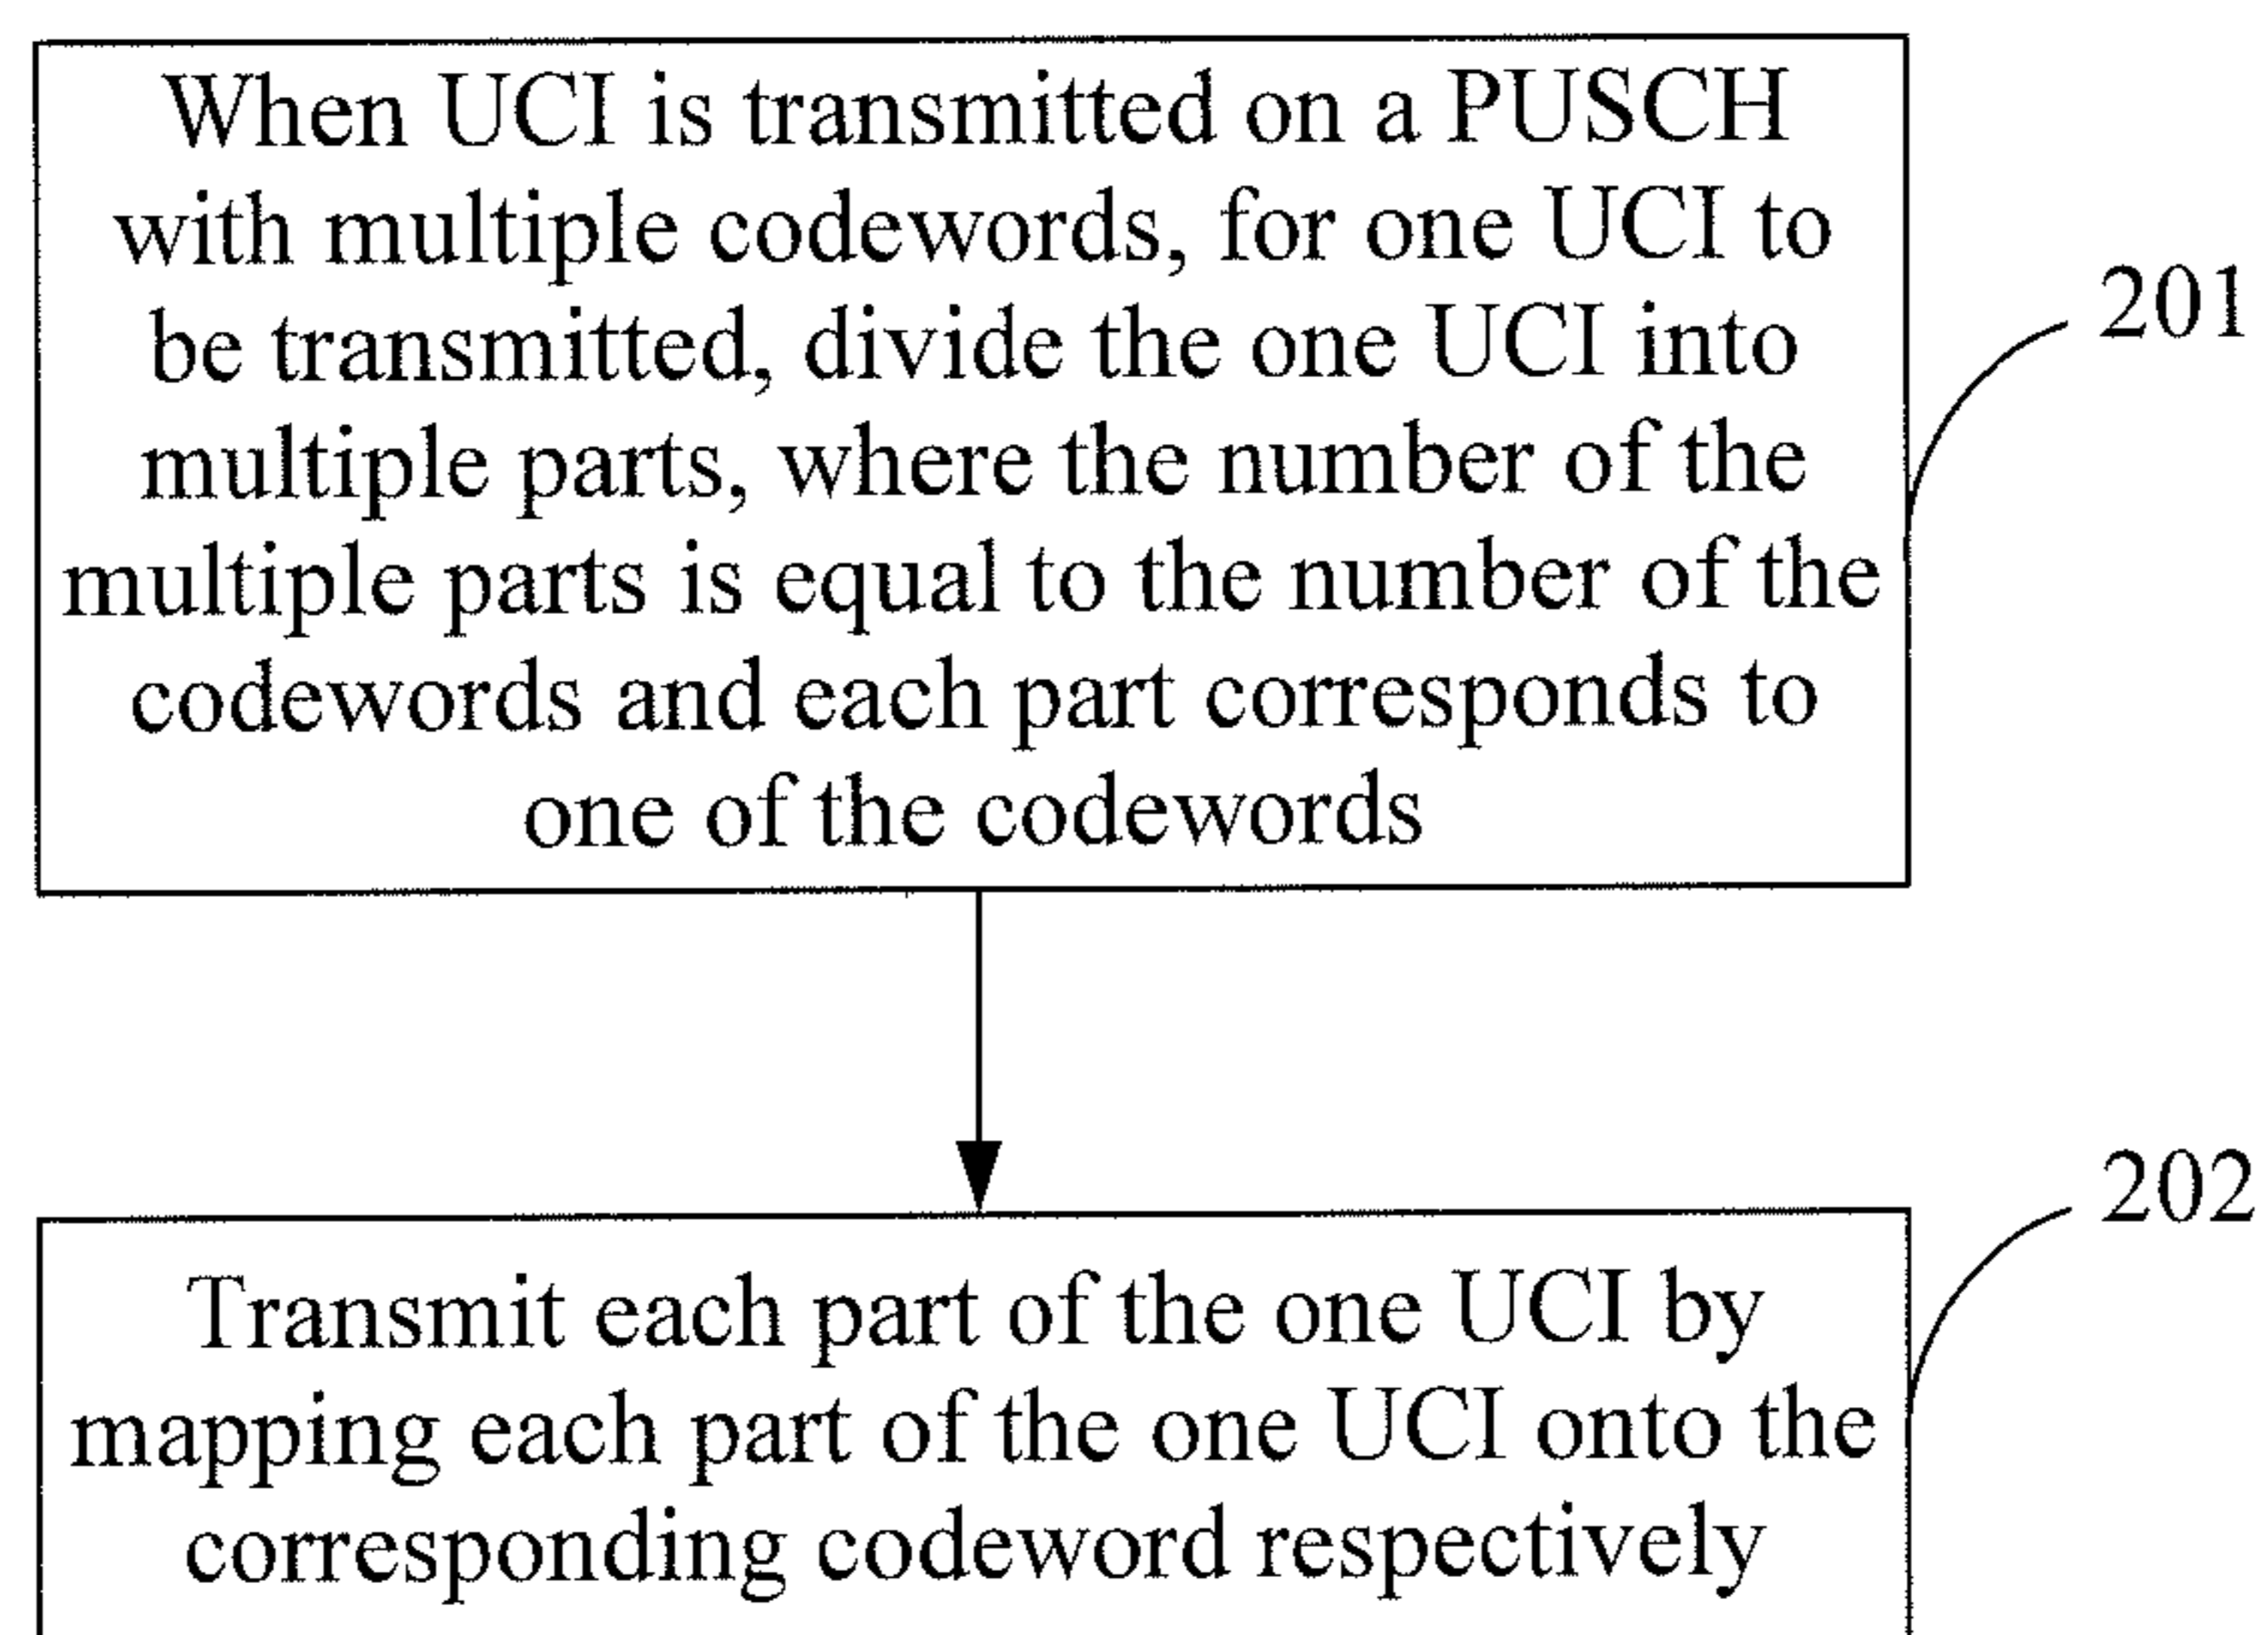 When UCI is transmitted on a PUSCH
with multiple codewords, for one UCI to
be transmitted, divide the one UCI into
multiple parts, where the number of the
multiple parts is equal to the number of the
codewords and each part corresponds to
one of the codewords
201
202
Transmit each part of the one UCI by
mapping each part of the one UCI onto the
corresponding codeword respectively